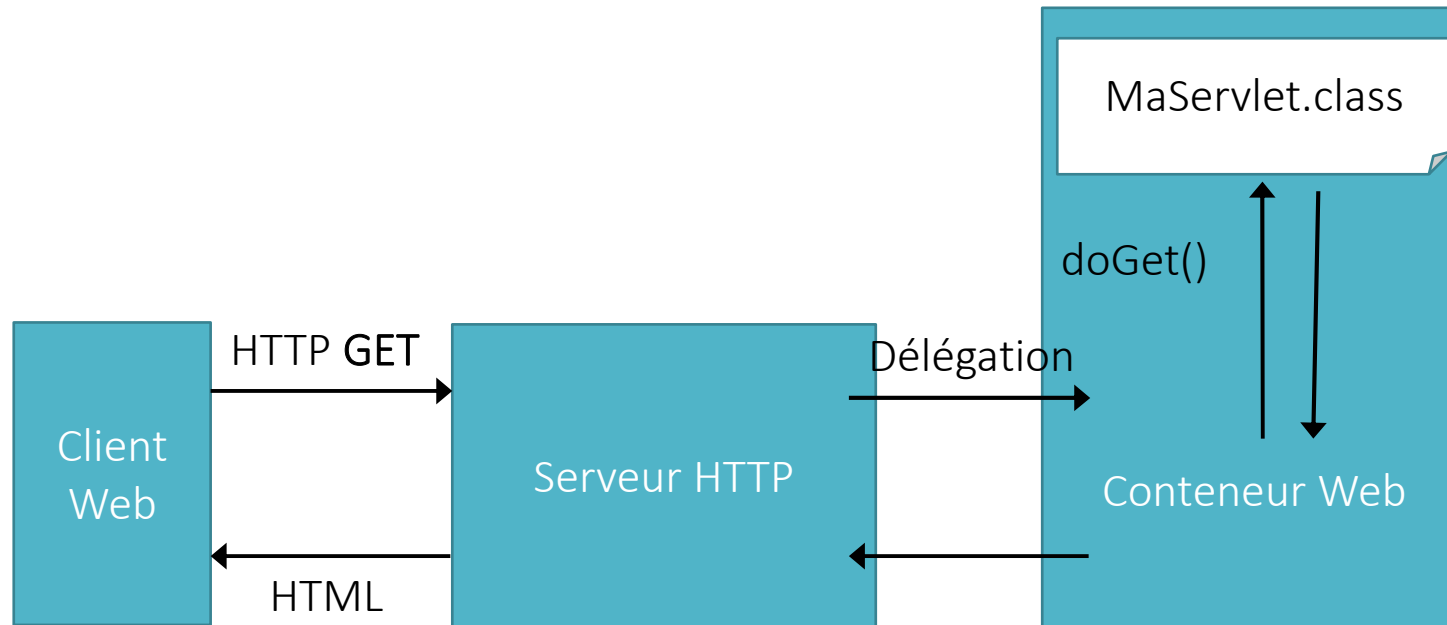 MaServlet.class
doGet()
HTTP GET
Délégation
Client
Web
Serveur HTTP
Conteneur Web
HTML